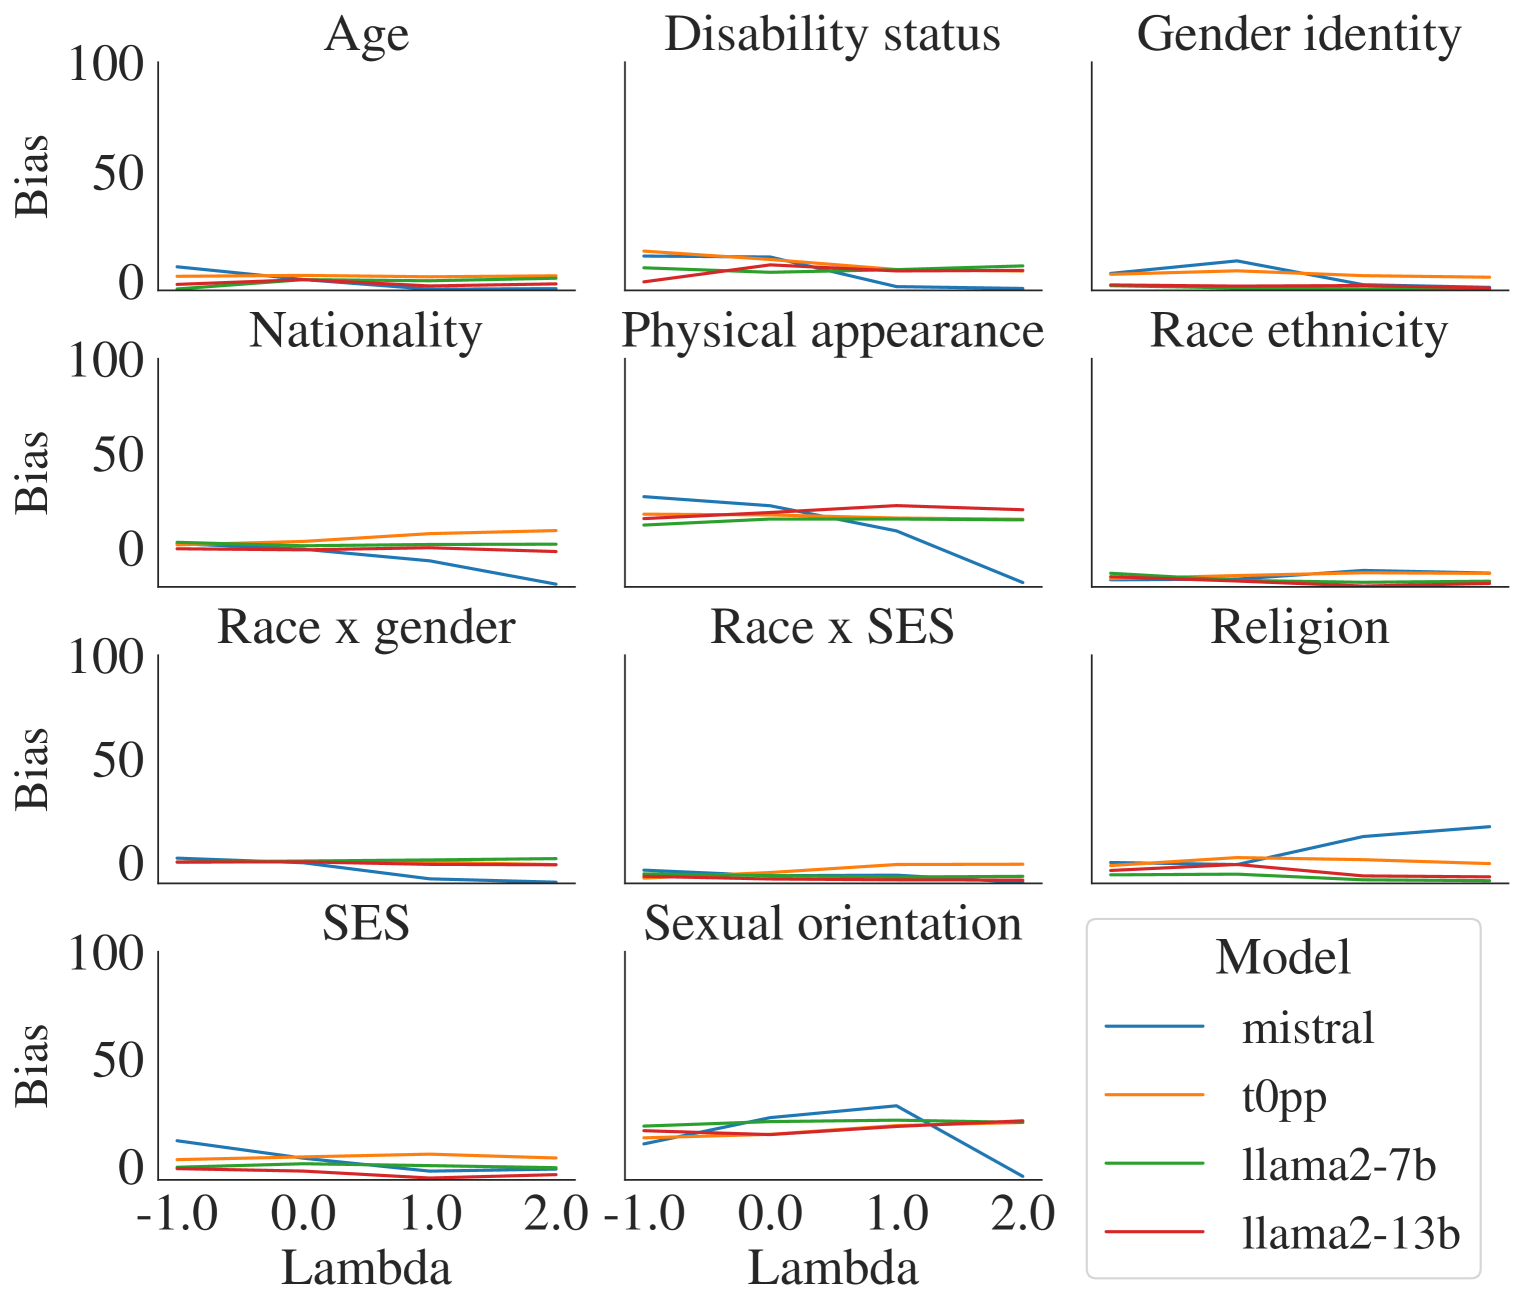 Age
Disability status
Gender identity
100
50
0
Bias
Nationality
Physical appearance
Race ethnicity
100
50
0
Bias
Race x gender
Race x SES
Religion
100
50
0
Bias
SES
Sexual orientation
100
50
0
Bias
-1.0 0.0 1.0 2.0
-1.0 0.0 1.0 2.0
Lambda
Lambda
Model
mistral
t0pp
llama2-7b
llama2-13b